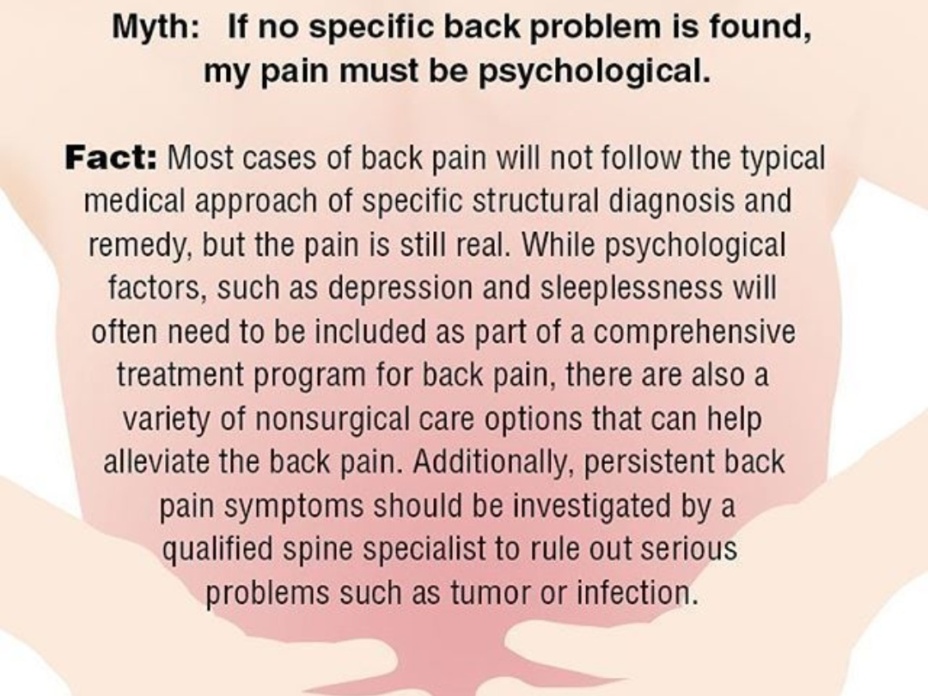 Myth: If no specific back problem is found,
my pain must be psychological.
Fact: Most cases of back pain will not follow the typical
medical approach of specific structural diagnosis and
remedy, but the pain is still real. While psychological
factors, such as depression and sleeplessness will
often need to be included as part of a comprehensive
treatment program for back pain, there are also a
variety of nonsurgical care options that can help
alleviate the back pain. Additionally, persistent back
pain symptoms should be investigated by a
qualified spine specialist to rule out serious
problems such as tumor or infection.